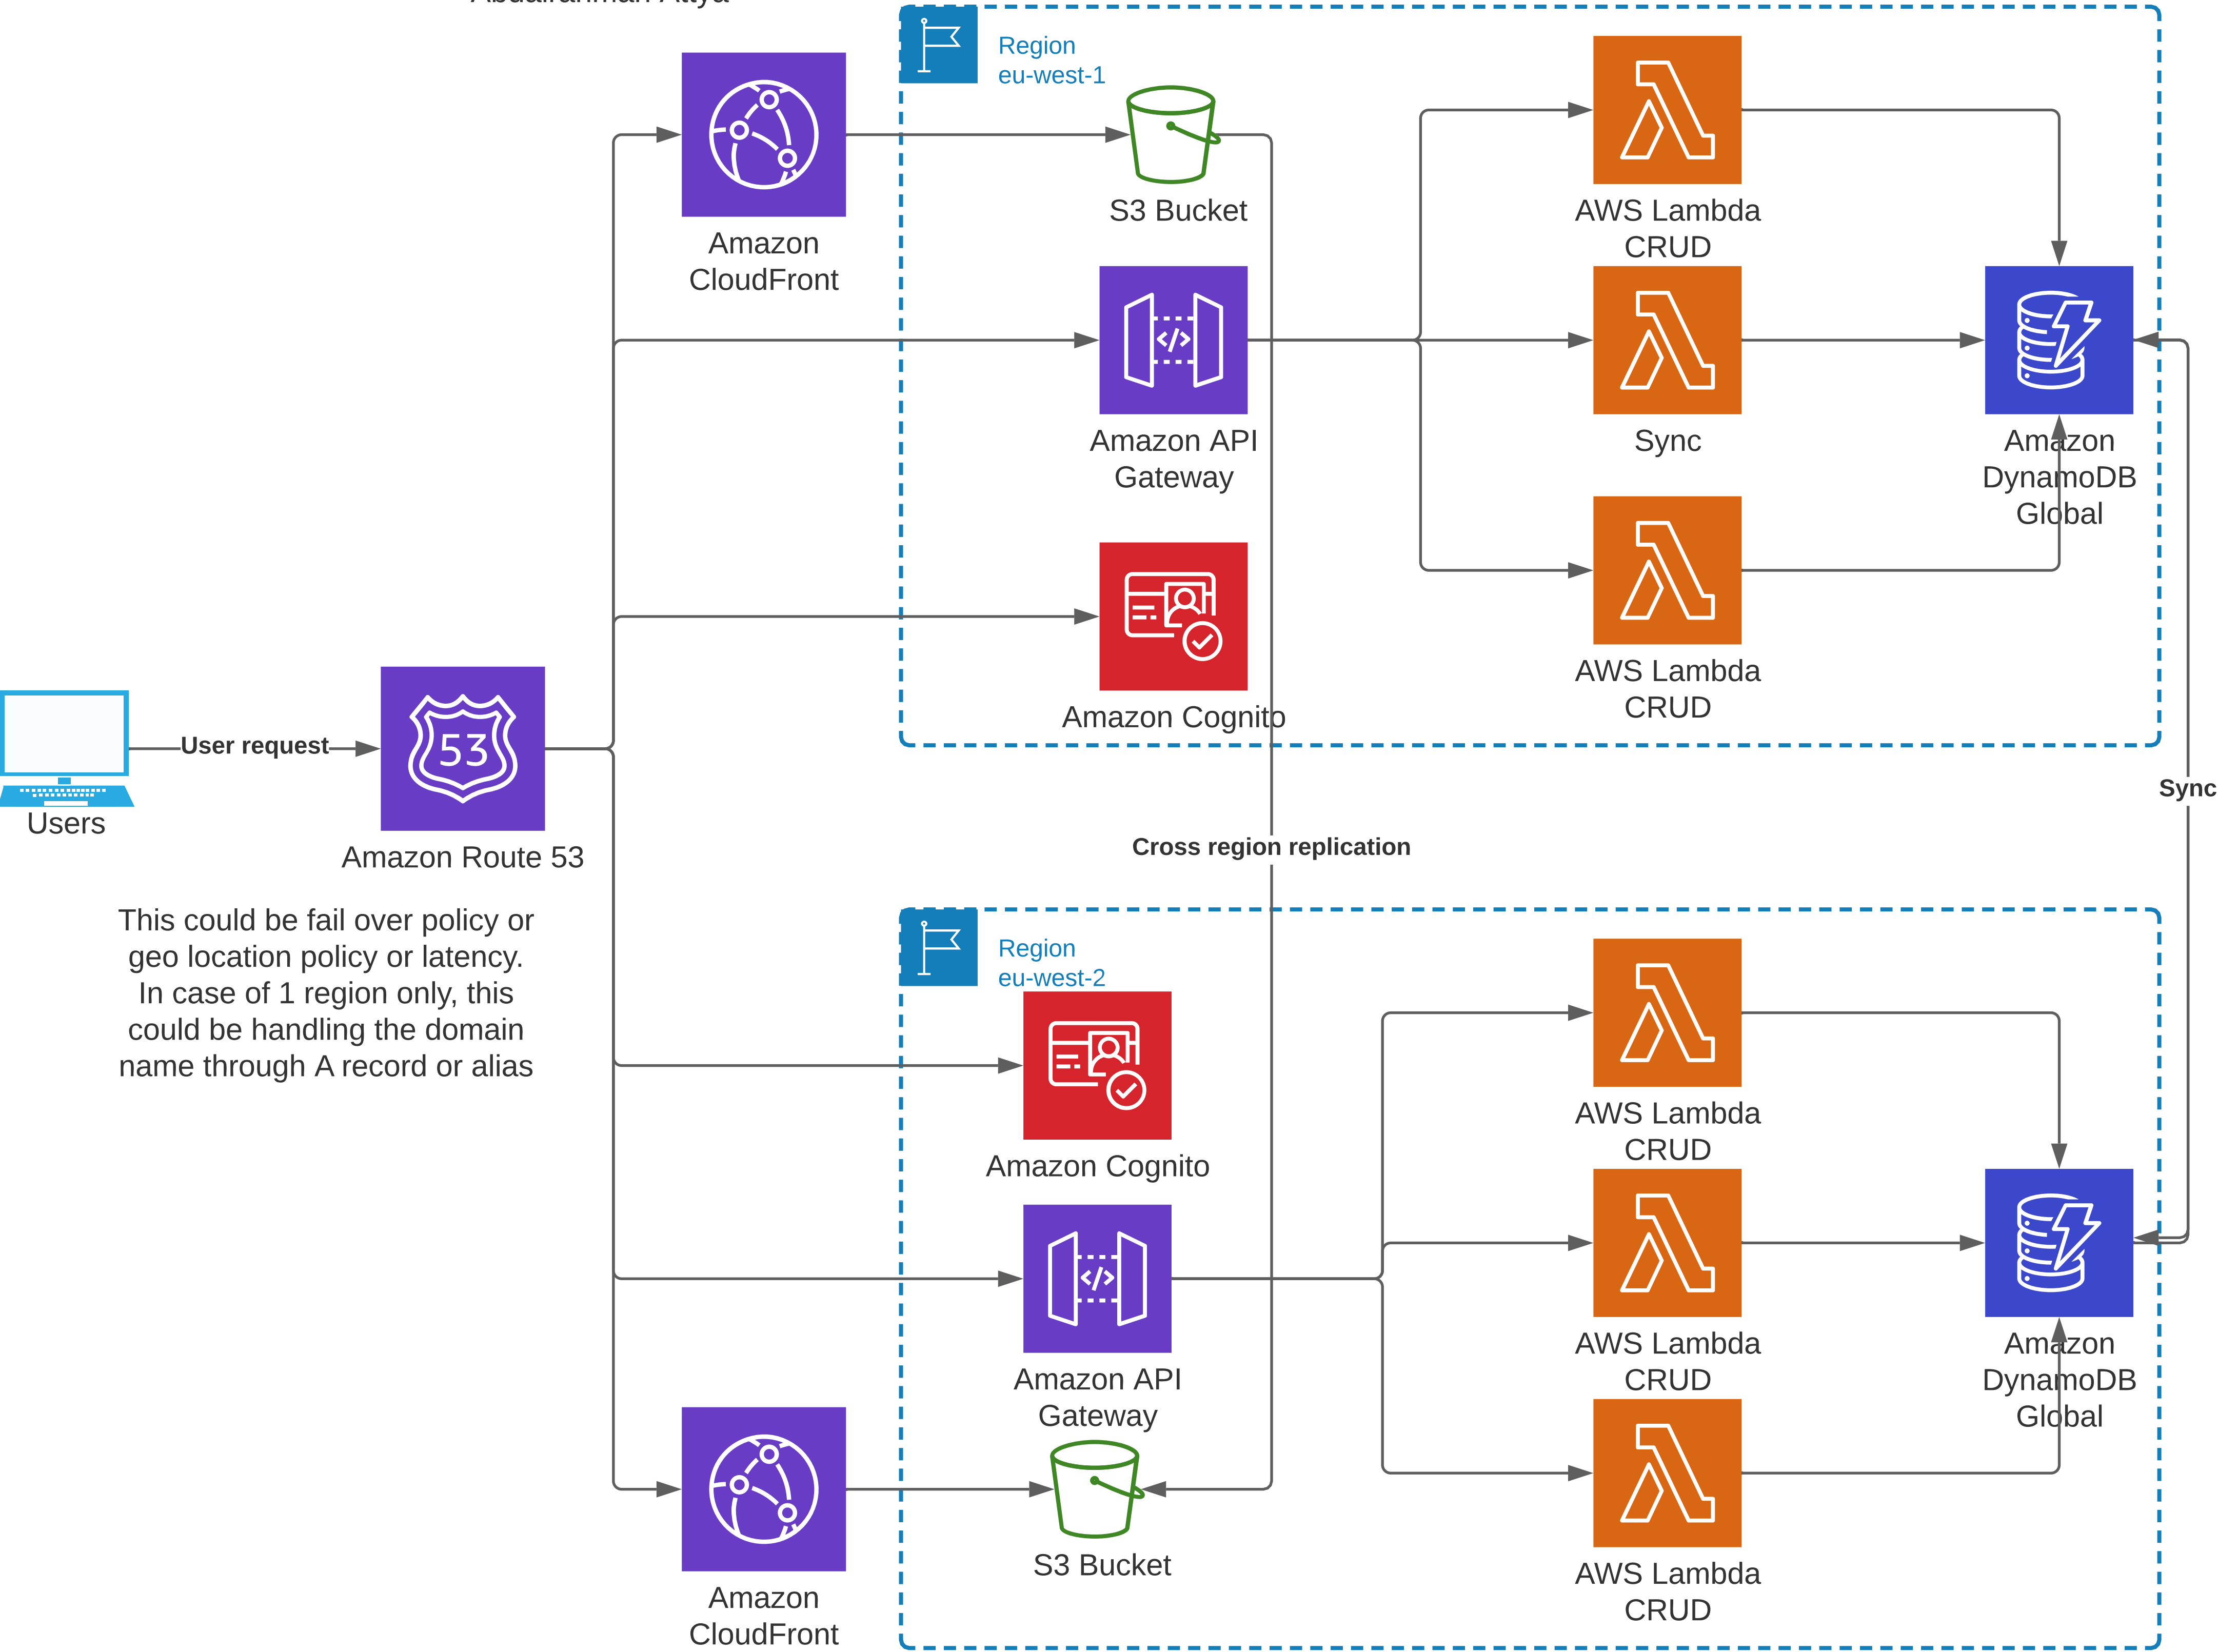 Region
eu-west-1
S3 Bucket
AWS Lambda
CRUD
Amazon
CloudFront
Amazon API
Gateway
Sync
Amazon
DynamoDB
Global
Amazon Cognito
AWS Lambda
CRUD
User request
53
Users
Amazon Route 53
Sync
Cross region replication
This could be fail over policy or
geo location policy or latency.
In case of 1 region only, this
could be handling the domain
name through A record or alias
Region
eu-west-2
AWS Lambda
CRUD
Amazon Cognito
AWS Lambda
CRUD
Amazon
DynamoDB
Global
Amazon API
Gateway
S3 Bucket
AWS Lambda
CRUD
Amazon
CloudFront